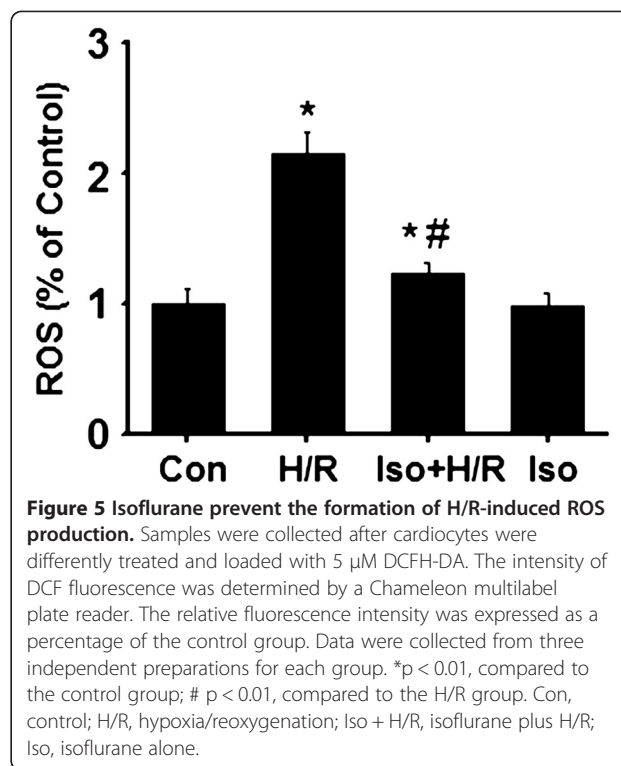 3
2
1
0
ROS (% of Control)
*
*#
Con H/R Iso+H/R Iso
Figure 5 Isoflurane prevent the formation of H/R-induced ROS
production. Samples were collected after cardiocytes were
differently treated and loaded with 5 μM DCFH-DA. The intensity of
DCF fluorescence was determined by a Chameleon multilabel
plate reader. The relative fluorescence intensity was expressed as a
percentage of the control group. Data were collected from three
independent preparations for each group. *p < 0.01, compared to
the control group; # p < 0.01, compared to the H/R group. Con,
control; H/R, hypoxia/reoxygenation; Iso + H/R, isoflurane plus H/R;
Iso, isoflurane alone.